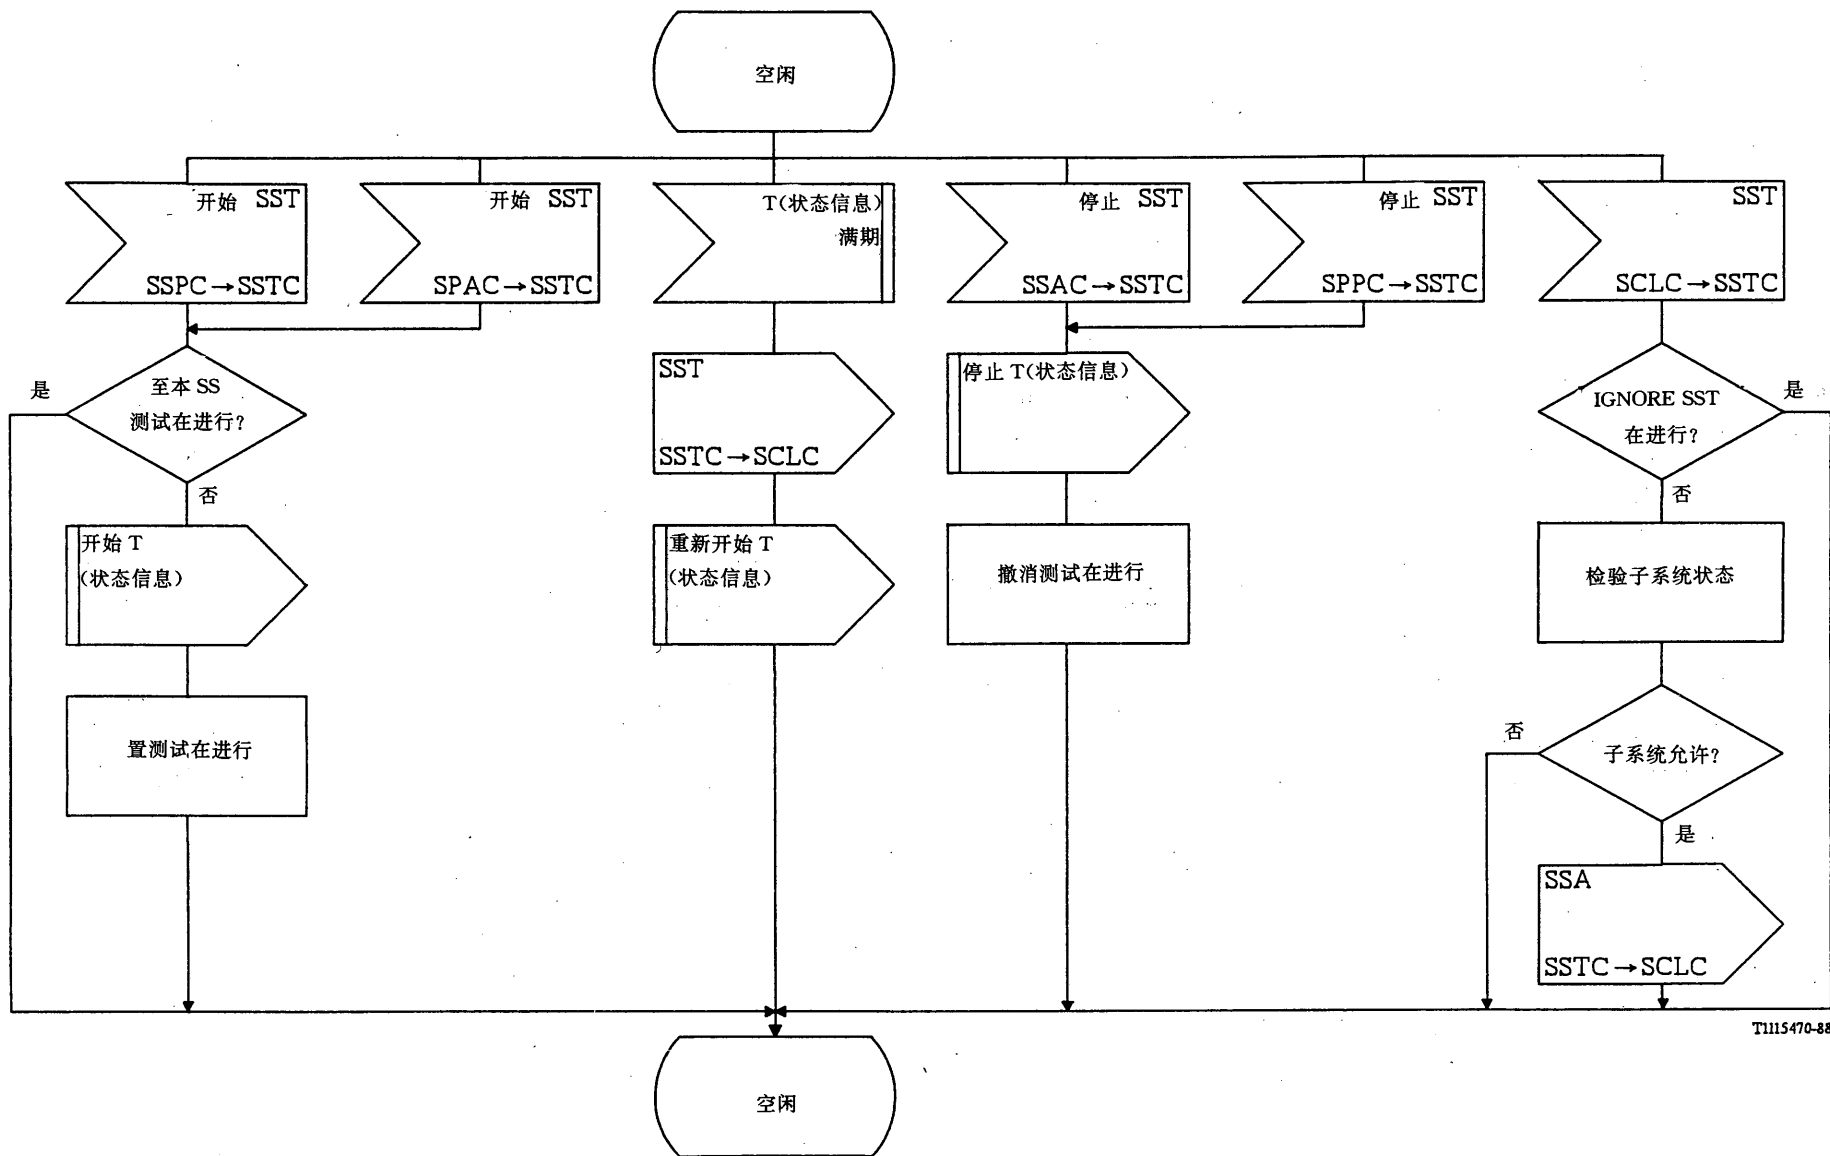 空闲
开始 SST
SSPC→SSTC
开始 SST
SPAC→SSTC
T(状态信息)
满期
停止 SST
SSAC→SSTC
停止 SST
SPPC→SSTC
SST
SCLC→SSTC
是
至本 SS
测试在进行?
否
开始 T
(状态信息)
置测试在进行
SST
SSTC→SCLC
重新开始 T
(状态信息)
停止 T(状态信息)
撤消测试在进行
IGNORE SST
在进行?
是
否
检验子系统状态
否
子系统允许?
是
SSA
SSTC→SCLC
T1115470-88
空闲